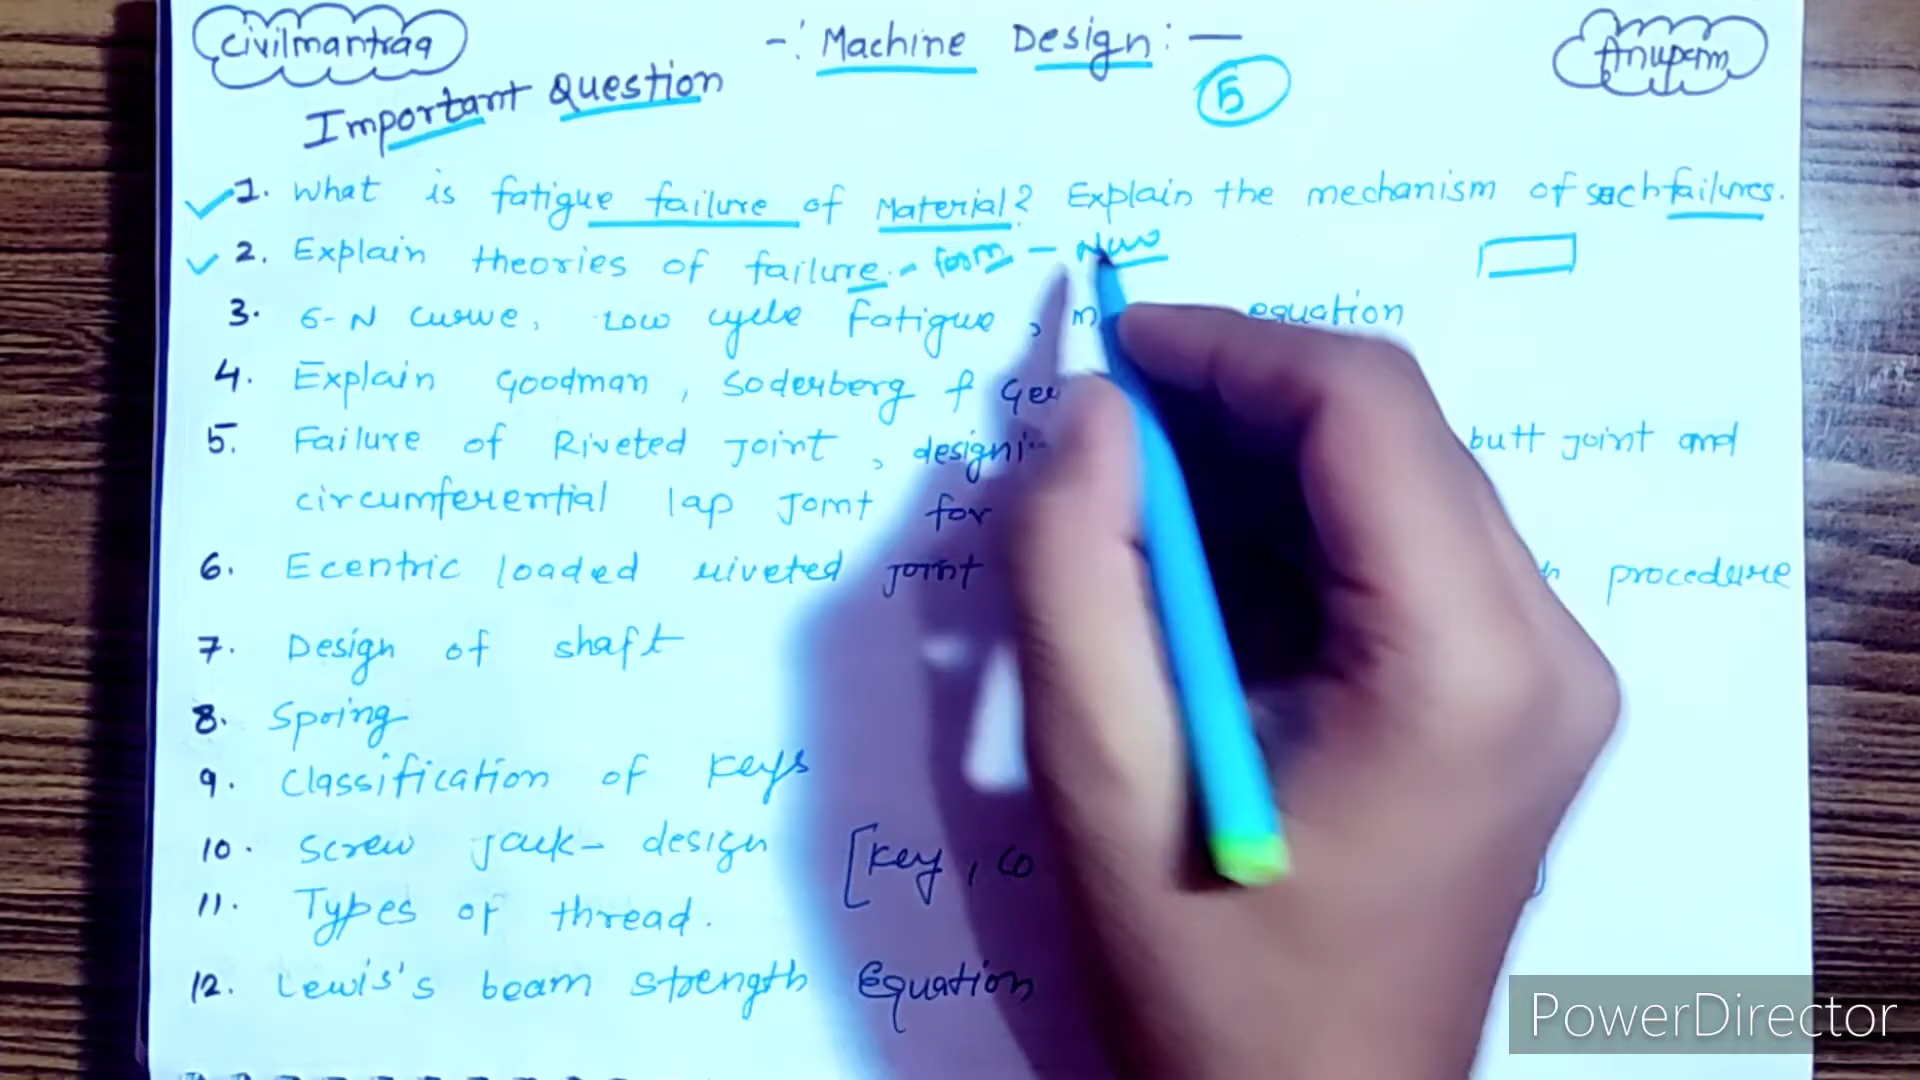 civilmantraa
-: Machine Design :-
Anupam
Important Question
5
1. What is fatigue failure of Material? Explain the mechanism of such failures.
2. Explain theories of failure.
3. 6-N curve, Low cycle Fatigue, equation
4. Explain Goodman, Soderberg f Ger
5. Failure of Riveted Joint, designi butt joint and
circumferential lap Joint for
6. Ecentric loaded riveted joint procedure
7. Design of shaft
8. Spring
9. Classification of keys
10. Screw Jack- design [key, co
11. Types of thread.
12. Lewis's beam strength Equation
PowerDirector